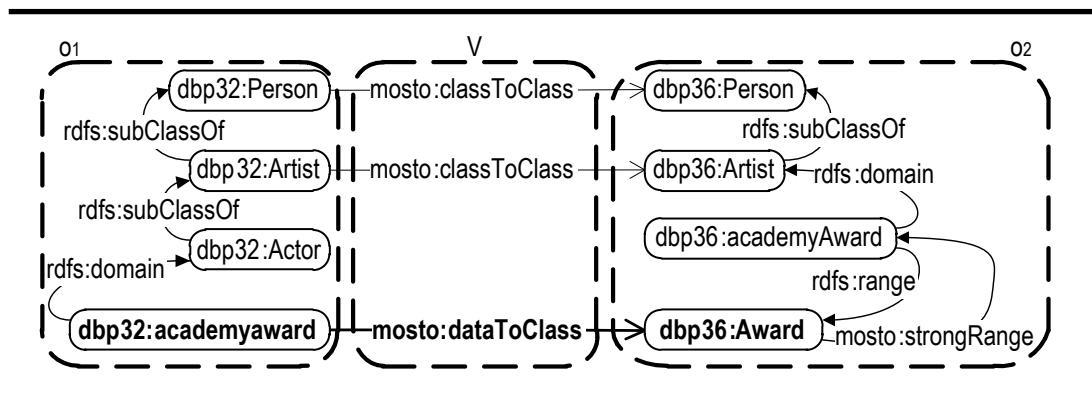 O1 V O2
dbp32:Person mosto:classToClass dbp36:Person
rdfs:subClassOf rdfs:subClassOf
dbp32:Artist mosto:classToClass dbp36:Artist rdfs:domain
rdfs:subClassOf
dbp32:Actor dbp36:academyAward
rdfs:domain rdfs:range
dbp32:academyaward mosto:dataToClass dbp36:Award mosto:strongRange